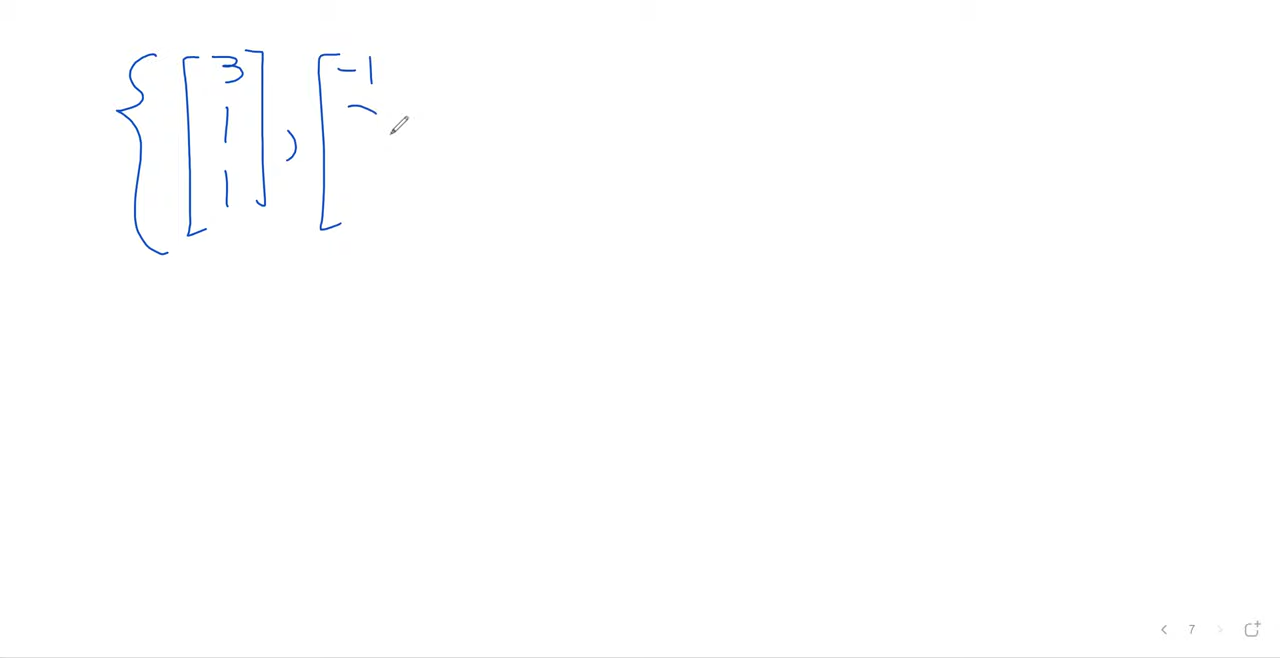 { [ 3 ] , [ -1
1
1
7